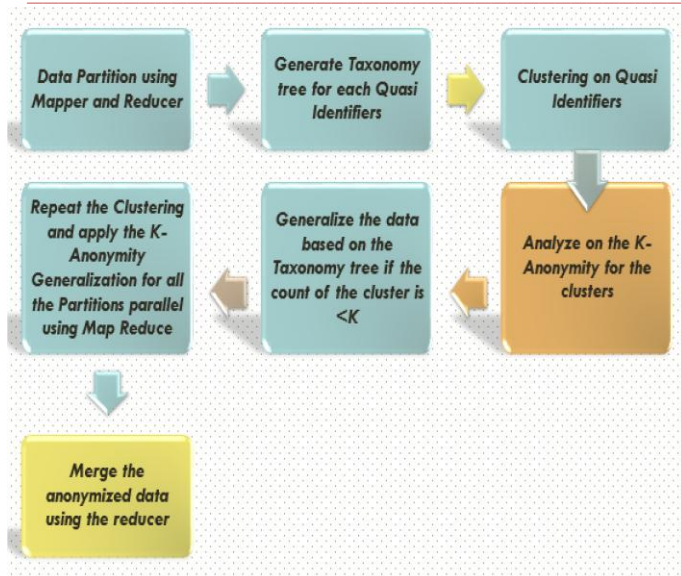 Data Partition using
Mapper and Reducer
Generate Taxonomy
tree for each Quasi
Identifiers
Clustering on Quasi
Identifiers
Analyze on the K-
Anonymity for the
clusters
Generalize the data
based on the
Taxonomy tree if the
count of the cluster is
<K
Repeat the Clustering
and apply the K-
Anonymity
Generalization for all
the Partitions parallel
using Map Reduce
Merge the
anonymized data
using the reducer